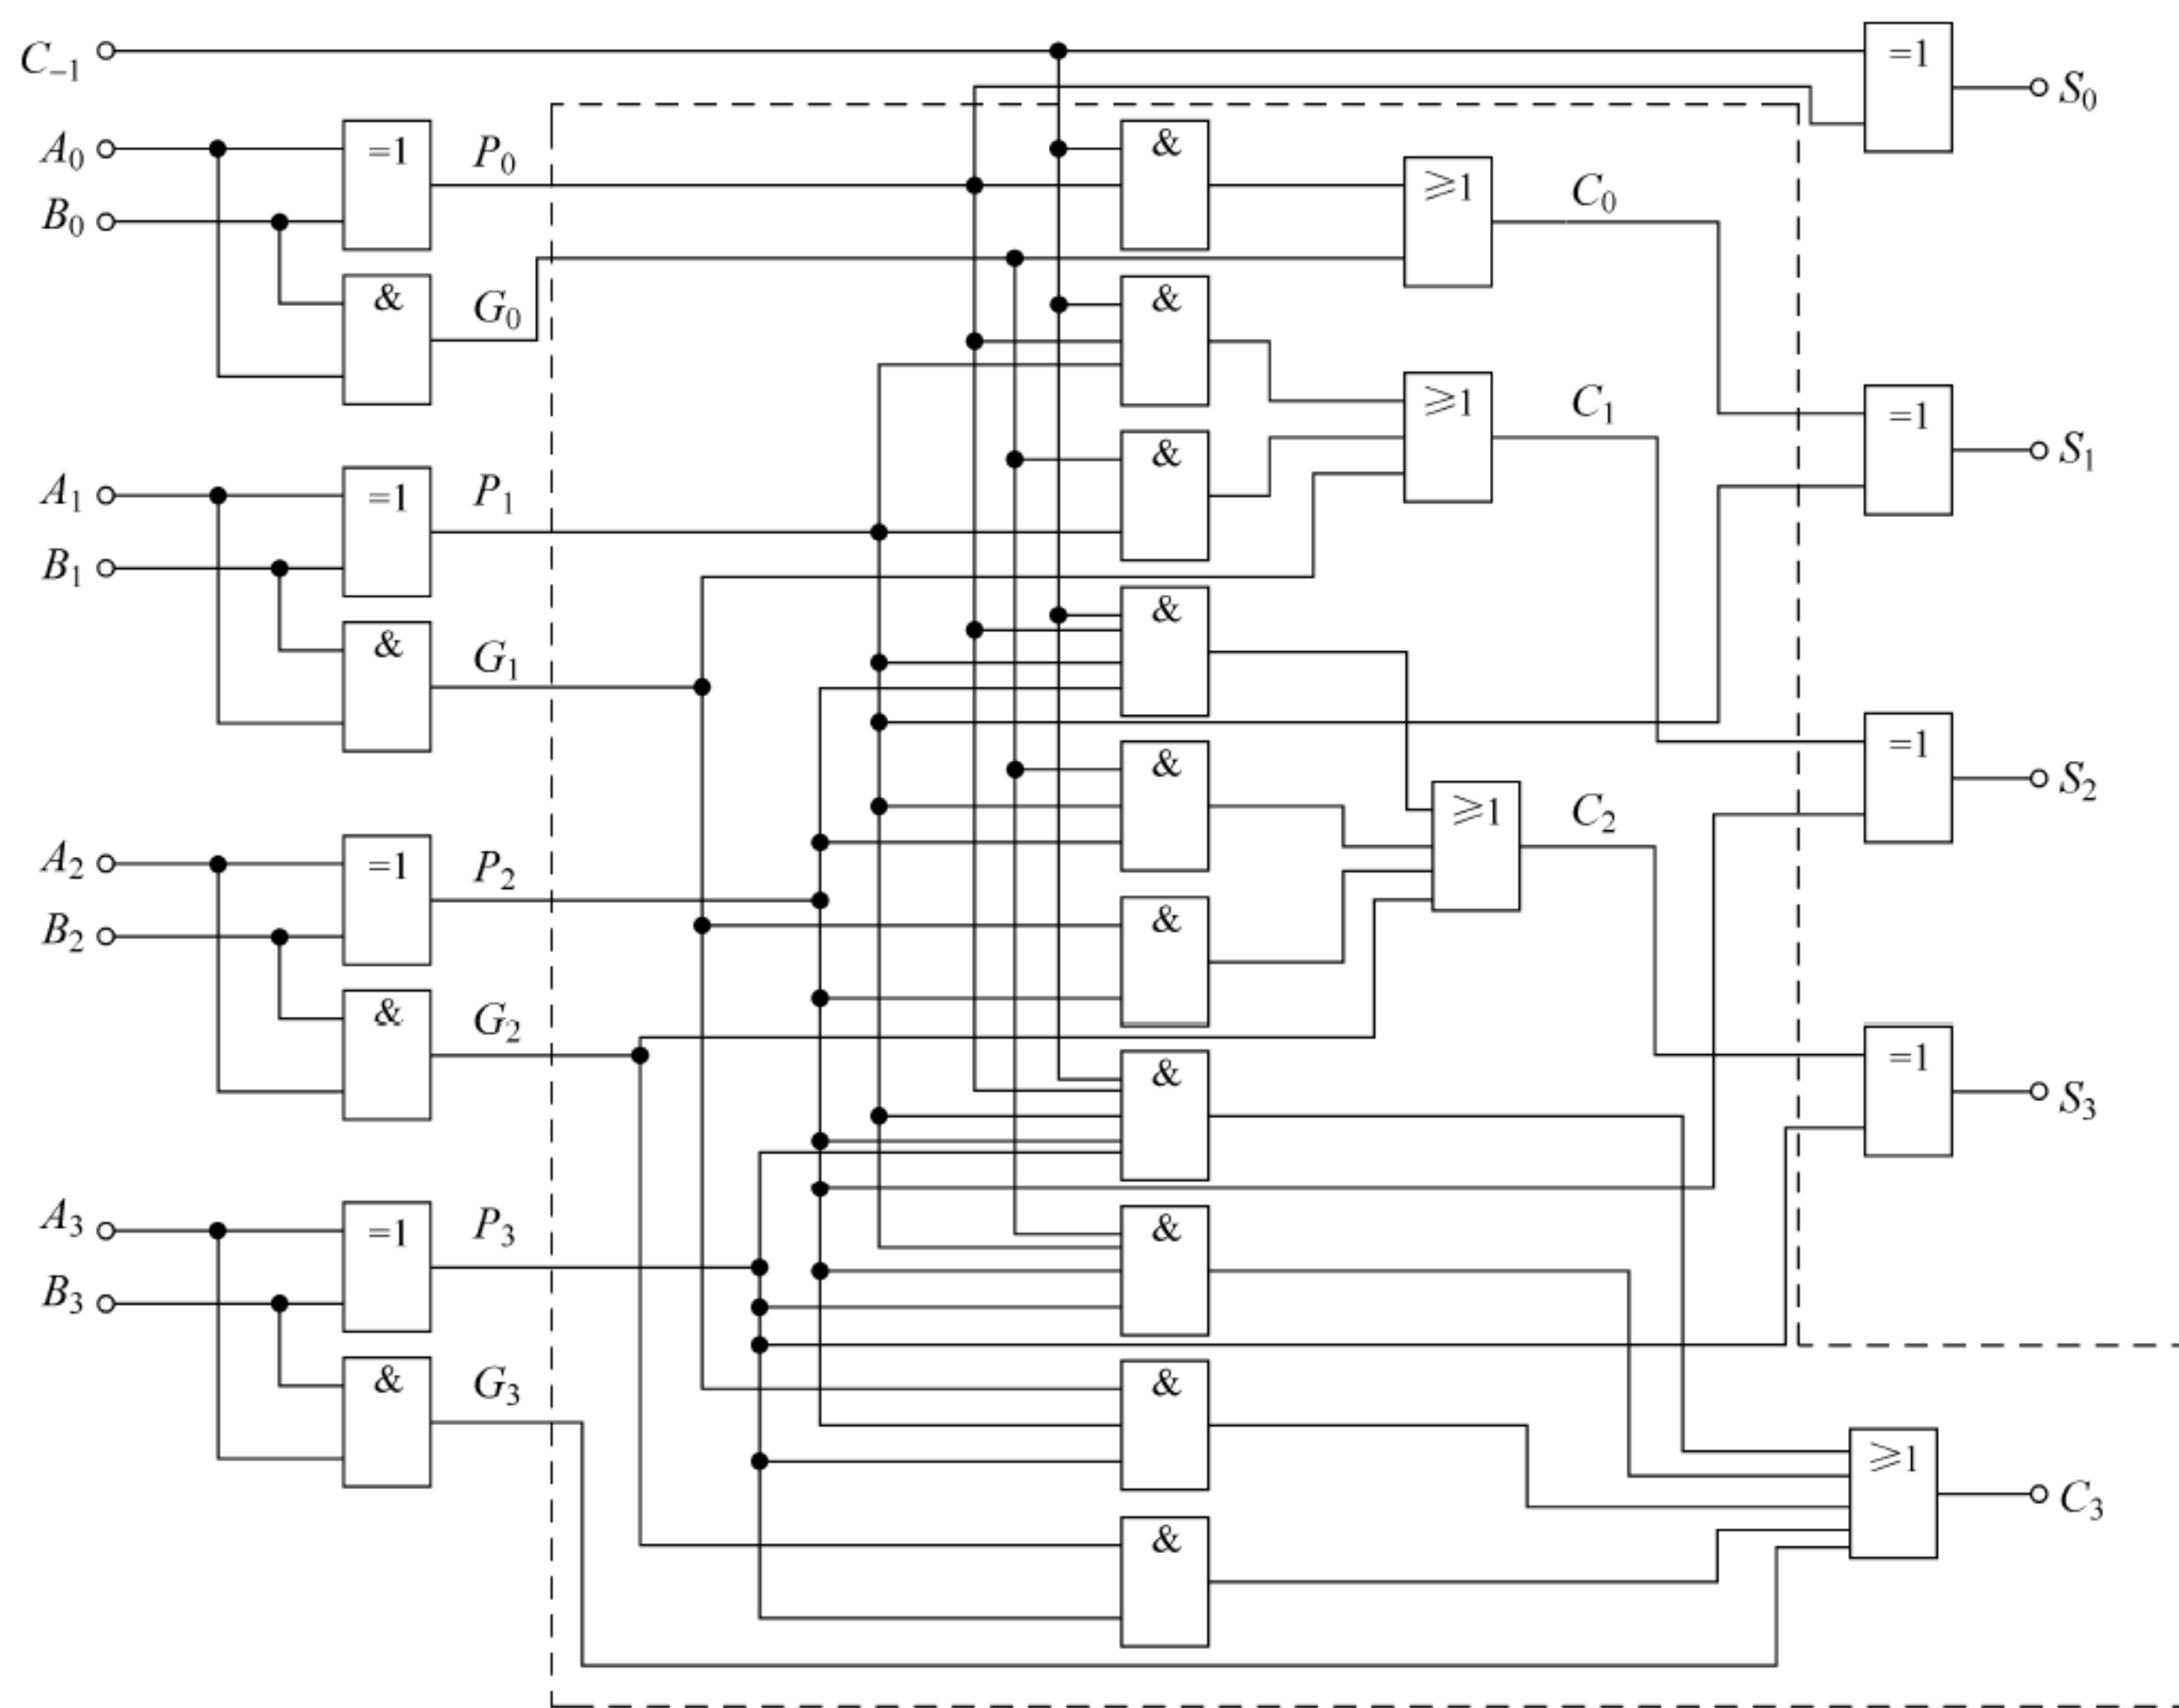 C₋₁
=1
S₀
A₀
=1
P₀
&
≥1
C₀
B₀
&
G₀
&
≥1
C₁
=1
S₁
A₁
=1
P₁
&
B₁
&
G₁
&
=1
S₂
&
≥1
C₂
A₂
=1
P₂
B₂
&
&
G₂
&
=1
S₃
A₃
=1
P₃
&
B₃
&
G₃
&
≥1
C₃
&